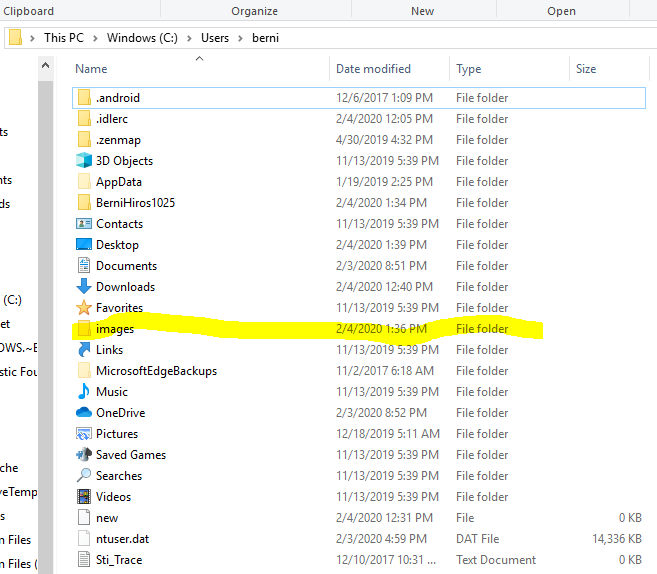 Clipboard Organize New Open
This PC > Windows (C:) > Users > berni
Name Date modified Type Size
.android 12/6/2017 1:09 PM File folder
.idlerc 2/4/2020 12:05 PM File folder
ts .zenmap 4/30/2019 4:32 PM File folder
3D Objects 11/13/2019 5:39 PM File folder
nts AppData 1/19/2019 2:25 PM File folder
ds BerniHiros1025 2/4/2020 1:34 PM File folder
Contacts 11/13/2019 5:39 PM File folder
Desktop 2/4/2020 1:39 PM File folder
Documents 2/3/2020 8:51 PM File folder
Downloads 2/4/2020 12:40 PM File folder
(C:) Favorites 11/13/2019 5:39 PM File folder
et images 2/4/2020 1:36 PM File folder
OWS.~E Links 11/13/2019 5:39 PM File folder
stic Fou MicrosoftEdgeBackups 11/2/2017 6:18 AM File folder
Music 11/13/2019 5:39 PM File folder
OneDrive 2/3/2020 8:52 PM File folder
Pictures 12/18/2019 5:11 AM File folder
Saved Games 11/13/2019 5:39 PM File folder
che Searches 11/13/2019 5:39 PM File folder
veTemp Videos 11/13/2019 5:39 PM File folder
s new 2/4/2020 12:31 PM File 0 KB
n Files ntuser.dat 2/3/2020 4:59 PM DAT File 14,336 KB
n Files ( Sti_Trace 12/10/2017 10:31 ... Text Document 0 KB